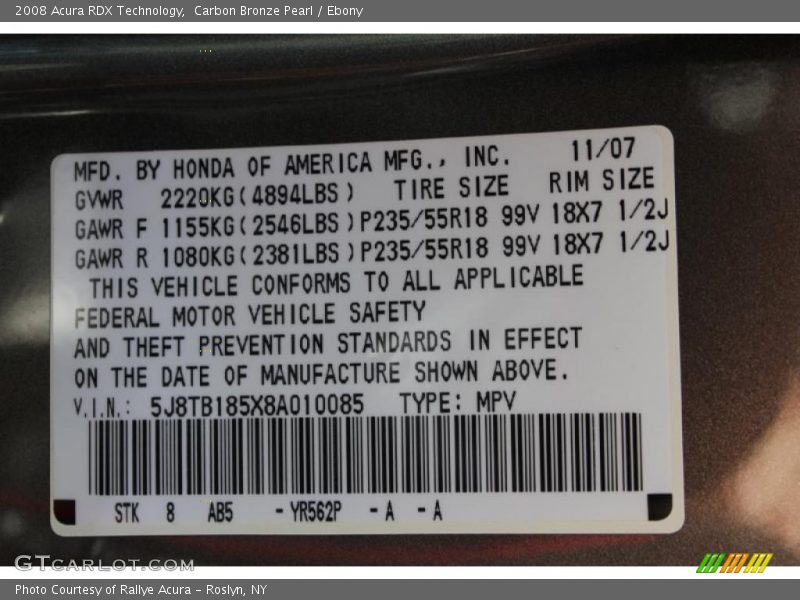 2008 Acura RDX Technology,  Carbon Bronze Pearl / Ebony
MFD. BY HONDA OF AMERICA MFG., INC. 11/07
GVWR 2220KG(4894LBS) TIRE SIZE RIM SIZE
GAWR F 1155KG(2546LBS)P235/55R18 99V 18X7 1/2J
GAWR R 1080KG(2381LBS)P235/55R18 99V 18X7 1/2J
THIS VEHICLE CONFORMS TO ALL APPLICABLE
FEDERAL MOTOR VEHICLE SAFETY
AND THEFT PREVENTION STANDARDS IN EFFECT
ON THE DATE OF MANUFACTURE SHOWN ABOVE.
V.I.N.: 5J8TB185X8A010085 TYPE: MPV
STK 8 AB5 -YR562P -A -A
GTCARLOT.COM
Photo Courtesy of Rallye Acura - Roslyn, NY